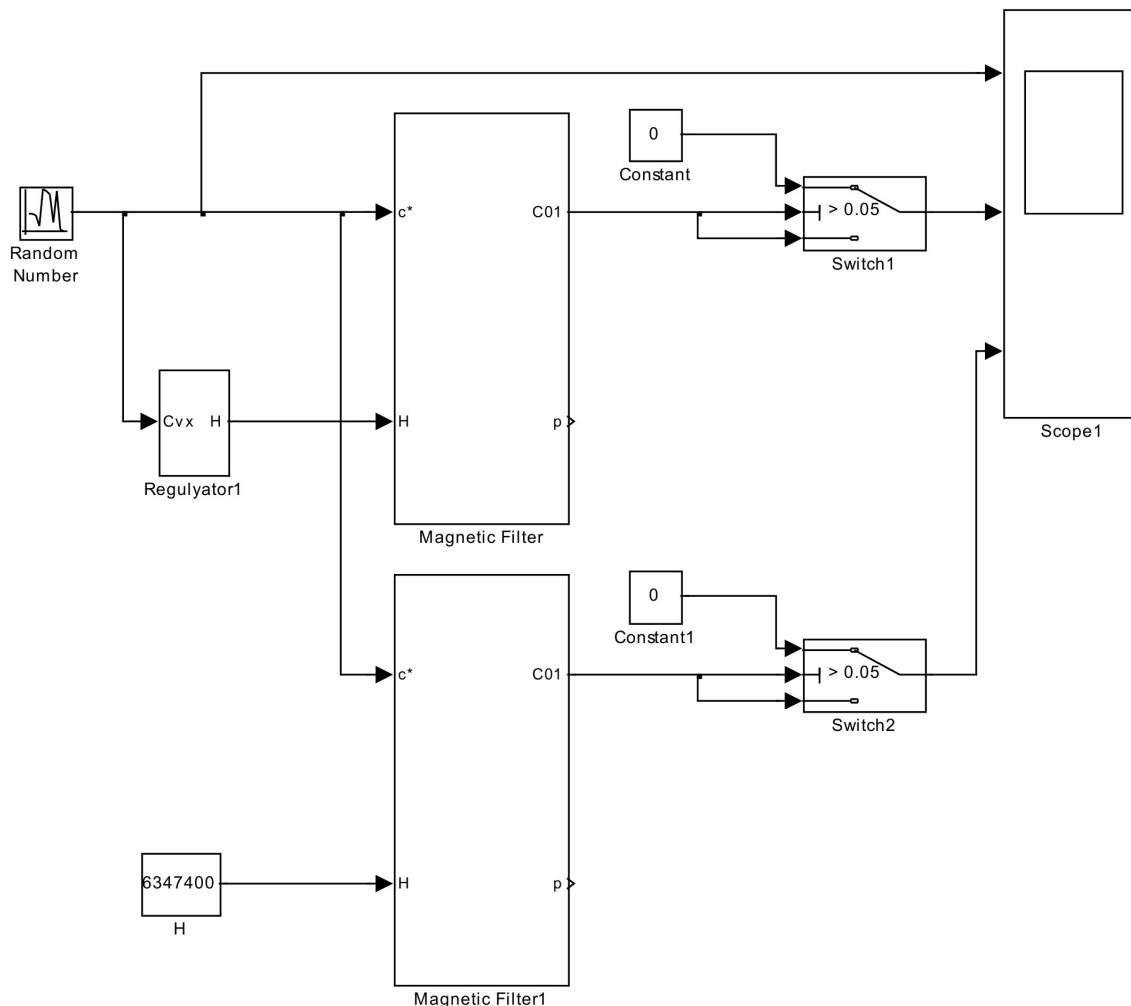 0
Constant
c*
C01
> 0.05
Switch1
Random
Number
Cvx
H
H
p
Regulyator1
Scope1
Magnetic Filter
0
Constant1
c*
C01
> 0.05
Switch2
6347400
H
p
H
Magnetic Filter1